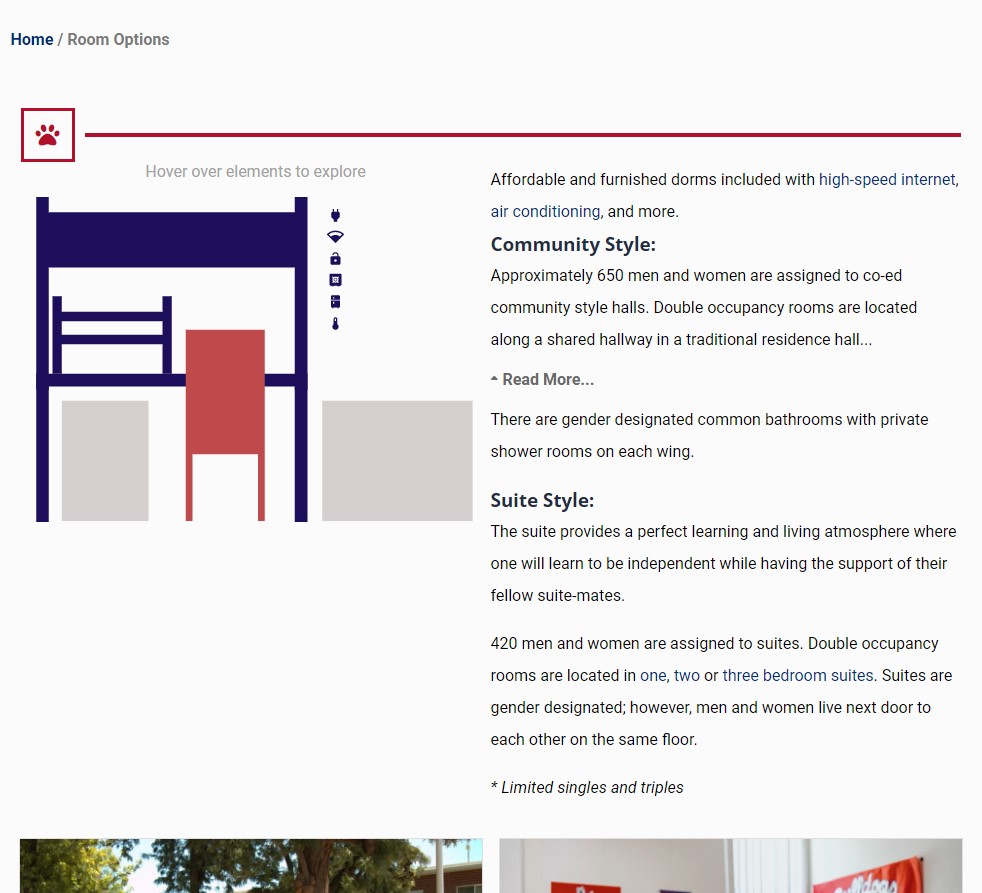 Home / Room Options
Hover over elements to explore
Affordable and furnished dorms included with high-speed internet,
air conditioning, and more.
Community Style:
Approximately 650 men and women are assigned to co-ed
community style halls. Double occupancy rooms are located
along a shared hallway in a traditional residence hall...
Read More...
There are gender designated common bathrooms with private
shower rooms on each wing.
Suite Style:
The suite provides a perfect learning and living atmosphere where
one will learn to be independent while having the support of their
fellow suite-mates.
420 men and women are assigned to suites. Double occupancy
rooms are located in one, two or three bedroom suites. Suites are
gender designated; however, men and women live next door to
each other on the same floor.
* Limited singles and triples